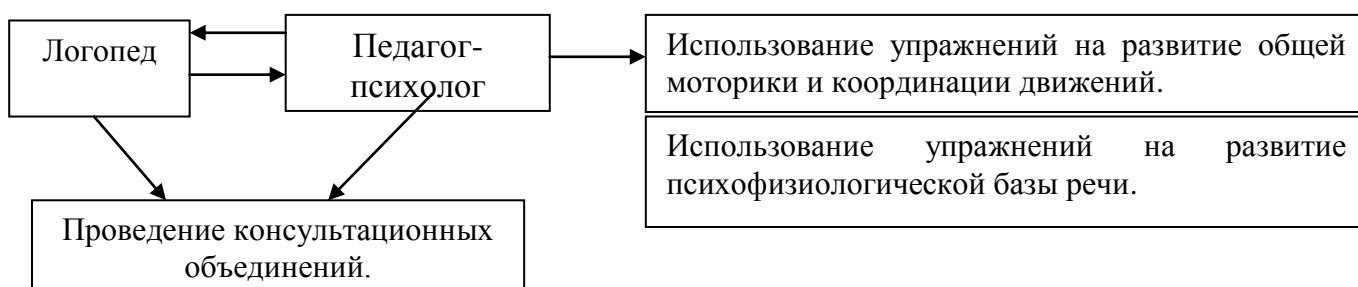 Логопед
Педагог-
психолог
Использование упражнений на развитие общей
моторики и координации движений.
Использование упражнений на развитие
психофизиологической базы речи.
Проведение консультационных
объединений.